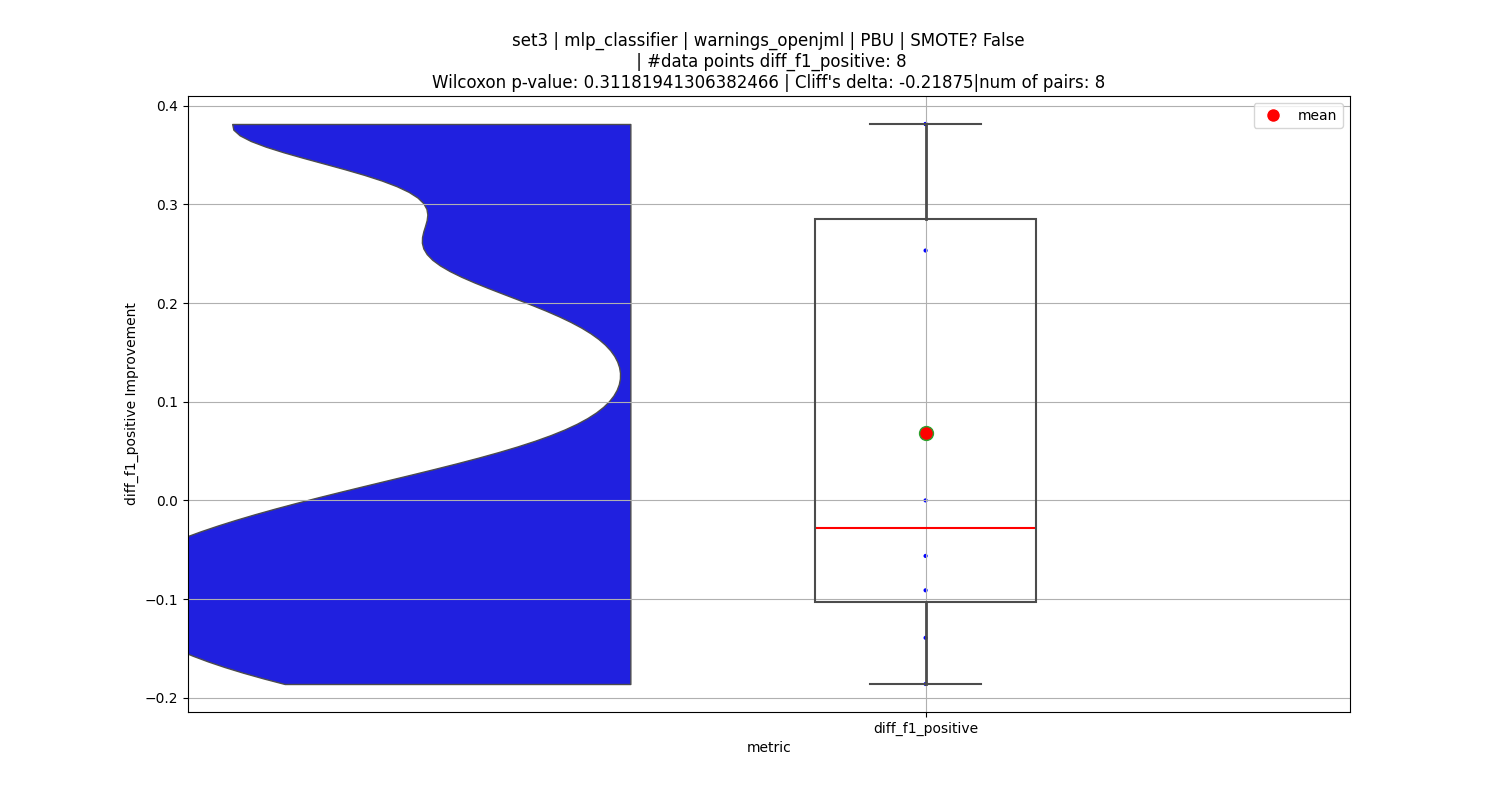 set3 | mlp_classifier | warnings_openjml | PBU | SMOTE? False
| #data points diff_f1_positive: 8
Wilcoxon p-value: 0.31181941306382466 | Cliff's delta: -0.21875|num of pairs: 8
mean
0.4
0.3
0.2
0.1
0.0
−0.1
−0.2
diff_f1_positive Improvement
diff_f1_positive
metric